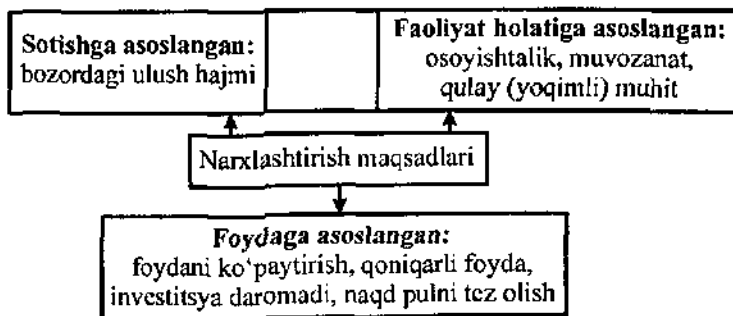 Sotishga asoslangan:
bozordagi ulush hajmi
Faoliyat holatiga asoslangan:
osoyishtalik, muvozanat,
qulay (yoqimli) muhit
Narxlashtirish maqsadlari
Foydaga asoslangan:
foydani ko‘paytirish, qoniqarli foyda,
investitsya daromadi, naqd pulni tez olish